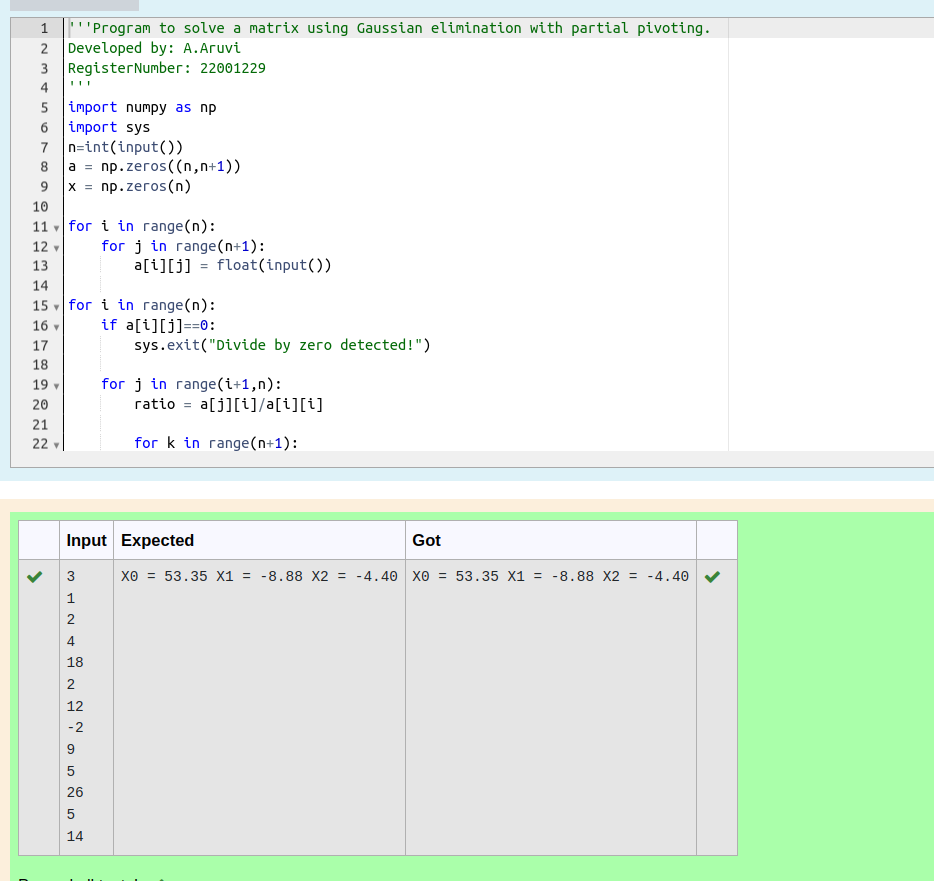 1 '''Program to solve a matrix using Gaussian elimination with partial pivoting.
2 Developed by: A.Aruvi
3 RegisterNumber: 22001229
4 '''
5 import numpy as np
6 import sys
7 n=int(input())
8 a = np.zeros((n,n+1))
9 x = np.zeros(n)
10
11 for i in range(n):
12     for j in range(n+1):
13         a[i][j] = float(input())
14
15 for i in range(n):
16     if a[i][j]==0:
17         sys.exit("Divide by zero detected!")
18
19     for j in range(i+1,n):
20         ratio = a[j][i]/a[i][i]
21
22         for k in range(n+1):
Input Expected Got
3 X0 = 53.35 X1 = -8.88 X2 = -4.40 X0 = 53.35 X1 = -8.88 X2 = -4.40
1
2
4
18
2
12
-2
9
5
26
5
14